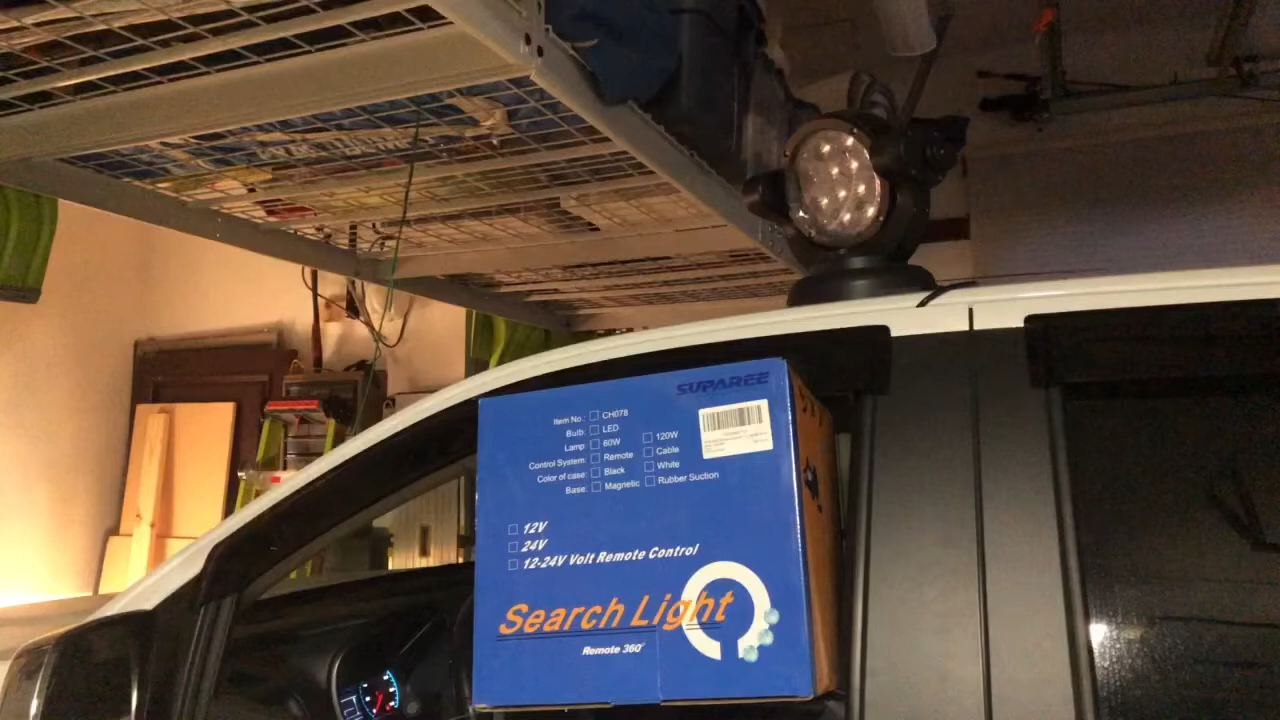 SUPAREE
Item No.: ☐ CH078
Bulb: ☐ LED
Lamp: ☐ 60W ☐ 120W
Control System: ☐ Remote ☐ Cable
Color of case: ☐ Black ☐ White
Base: ☐ Magnetic ☐ Rubber Suction
☐ 12V
☐ 24V
☐ 12-24V Volt Remote Control
Search Light
Remote 360°